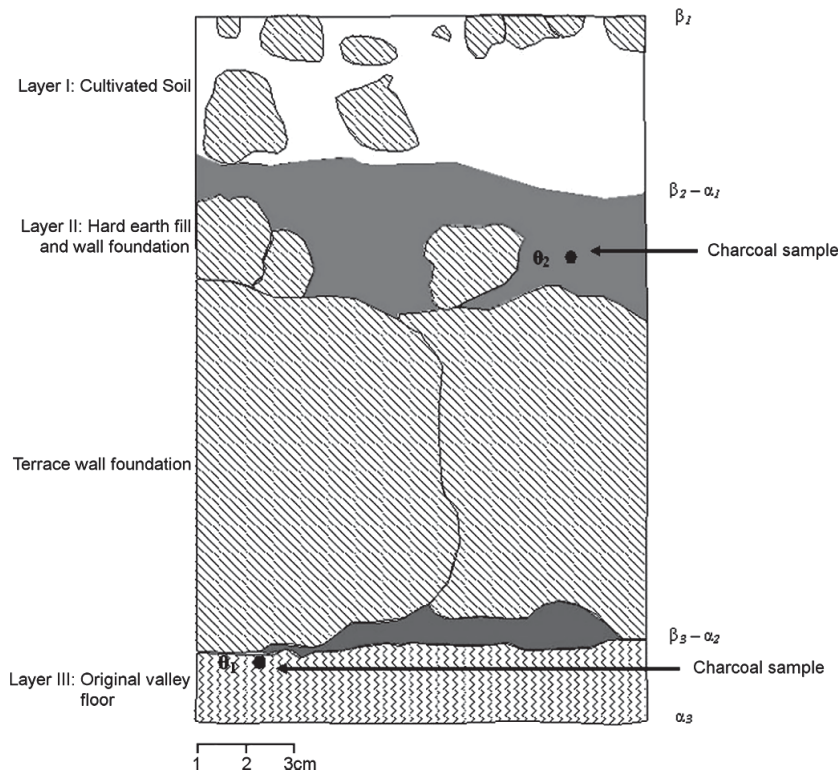 β₁
Layer I: Cultivated Soil
β₂ – α₁
Layer II: Hard earth fill
and wall foundation
θ₂
Charcoal sample
Terrace wall foundation
β₃ – α₂
θ₁
Charcoal sample
Layer III: Original valley
floor
α₃
1 2 3cm